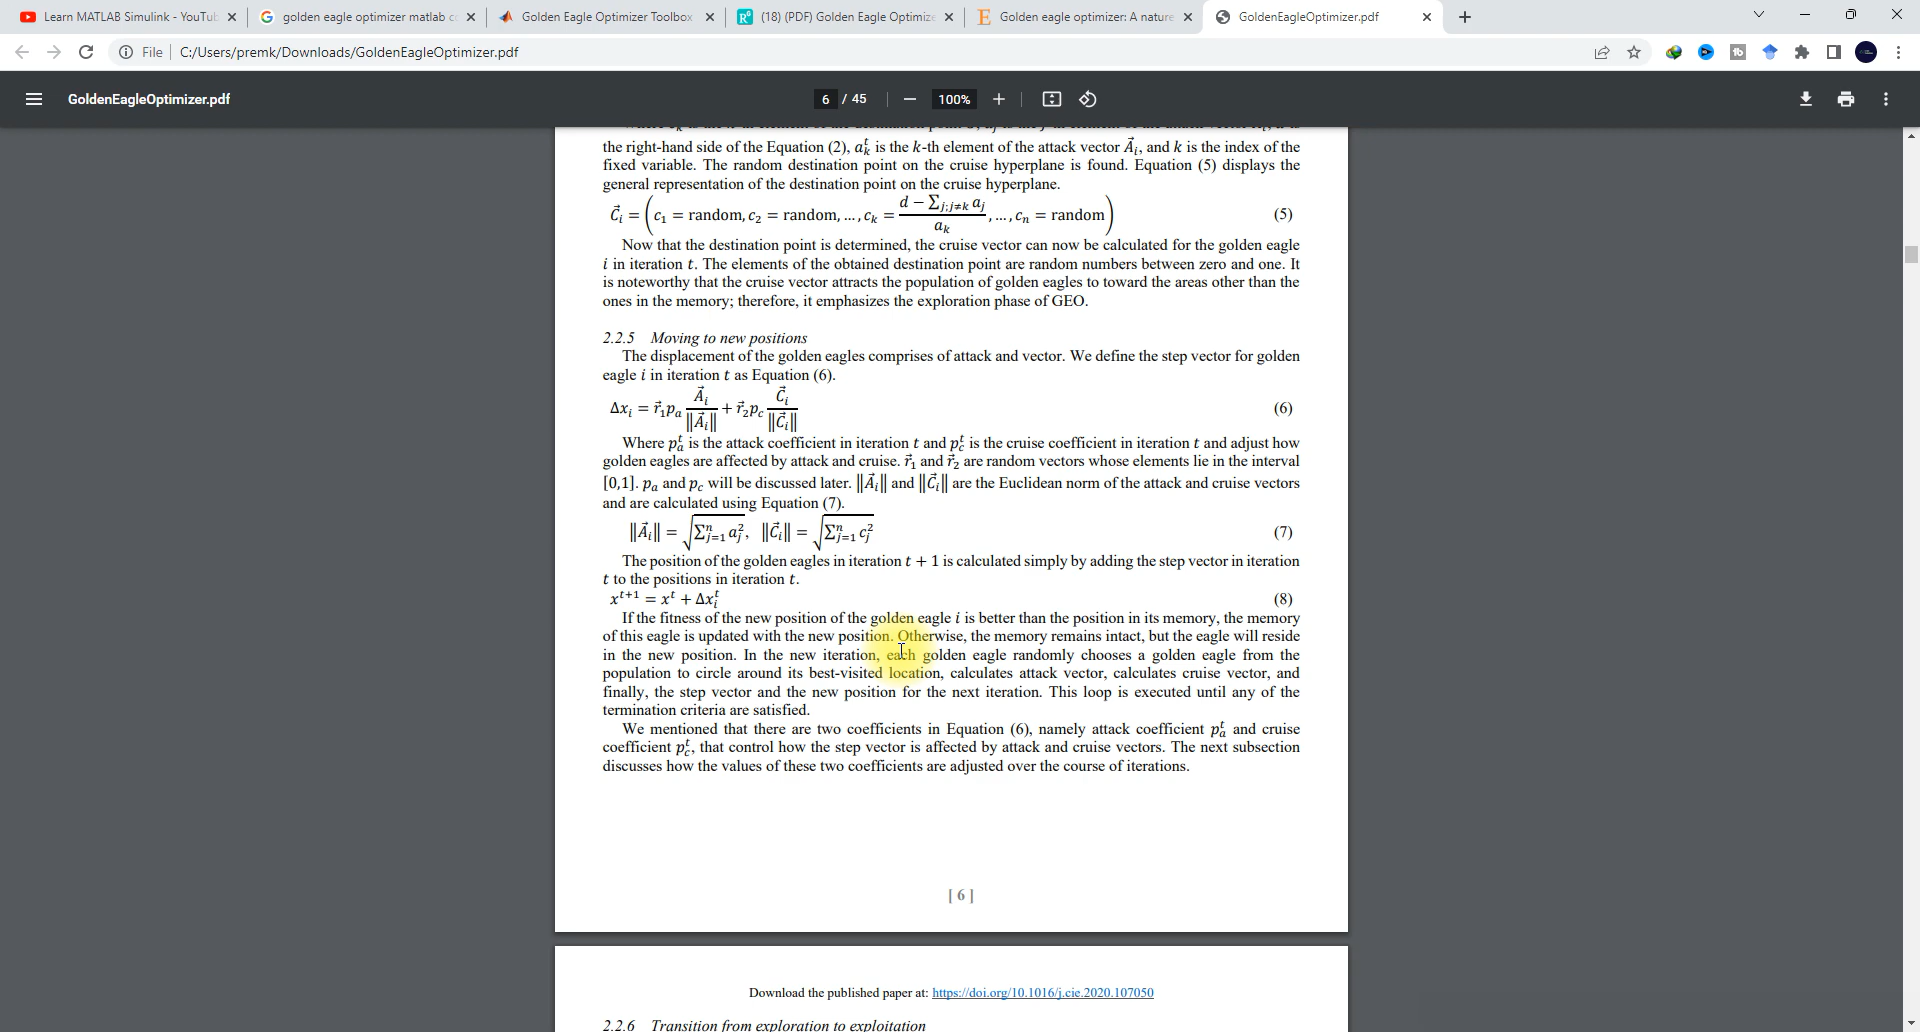 Learn MATLAB Simulink - YouTub
golden eagle optimizer matlab c
Golden Eagle Optimizer Toolbox
(18) (PDF) Golden Eagle Optimize
Golden eagle optimizer: A nature
GoldenEagleOptimizer.pdf
File C:/Users/premk/Downloads/GoldenEagleOptimizer.pdf
GoldenEagleOptimizer.pdf
6 / 45
100%
the right-hand side of the Equation (2), a_k^t is the k-th element of the attack vector A⃗_i, and k is the index of the
fixed variable. The random destination point on the cruise hyperplane is found. Equation (5) displays the
general representation of the destination point on the cruise hyperplane.
C⃗_i = (c_1 = random, c_2 = random, ..., c_k = (d − Σ_{j;j≠k} a_j) / a_k, ..., c_n = random) (5)
Now that the destination point is determined, the cruise vector can now be calculated for the golden eagle
i in iteration t. The elements of the obtained destination point are random numbers between zero and one. It
is noteworthy that the cruise vector attracts the population of golden eagles to toward the areas other than the
ones in the memory; therefore, it emphasizes the exploration phase of GEO.
2.2.5 Moving to new positions
The displacement of the golden eagles comprises of attack and vector. We define the step vector for golden
eagle i in iteration t as Equation (6).
Δx_i = r⃗_1 p_a A⃗_i / ‖A⃗_i‖ + r⃗_2 p_c C⃗_i / ‖C⃗_i‖ (6)
Where p_a^t is the attack coefficient in iteration t and p_c^t is the cruise coefficient in iteration t and adjust how
golden eagles are affected by attack and cruise. r⃗_1 and r⃗_2 are random vectors whose elements lie in the interval
[0,1]. p_a and p_c will be discussed later. ‖A⃗_i‖ and ‖C⃗_i‖ are the Euclidean norm of the attack and cruise vectors
and are calculated using Equation (7).
‖A⃗_i‖ = √(Σ_{j=1}^n a_j^2), ‖C⃗_i‖ = √(Σ_{j=1}^n c_j^2) (7)
The position of the golden eagles in iteration t + 1 is calculated simply by adding the step vector in iteration
t to the positions in iteration t.
x^{t+1} = x^t + Δx_i^t (8)
If the fitness of the new position of the golden eagle i is better than the position in its memory, the memory
of this eagle is updated with the new position. Otherwise, the memory remains intact, but the eagle will reside
in the new position. In the new iteration, each golden eagle randomly chooses a golden eagle from the
population to circle around its best-visited location, calculates attack vector, calculates cruise vector, and
finally, the step vector and the new position for the next iteration. This loop is executed until any of the
termination criteria are satisfied.
We mentioned that there are two coefficients in Equation (6), namely attack coefficient p_a^t and cruise
coefficient p_c^t, that control how the step vector is affected by attack and cruise vectors. The next subsection
discusses how the values of these two coefficients are adjusted over the course of iterations.
[ 6 ]
Download the published paper at: https://doi.org/10.1016/j.cie.2020.107050
2.2.6 Transition from exploration to exploitation